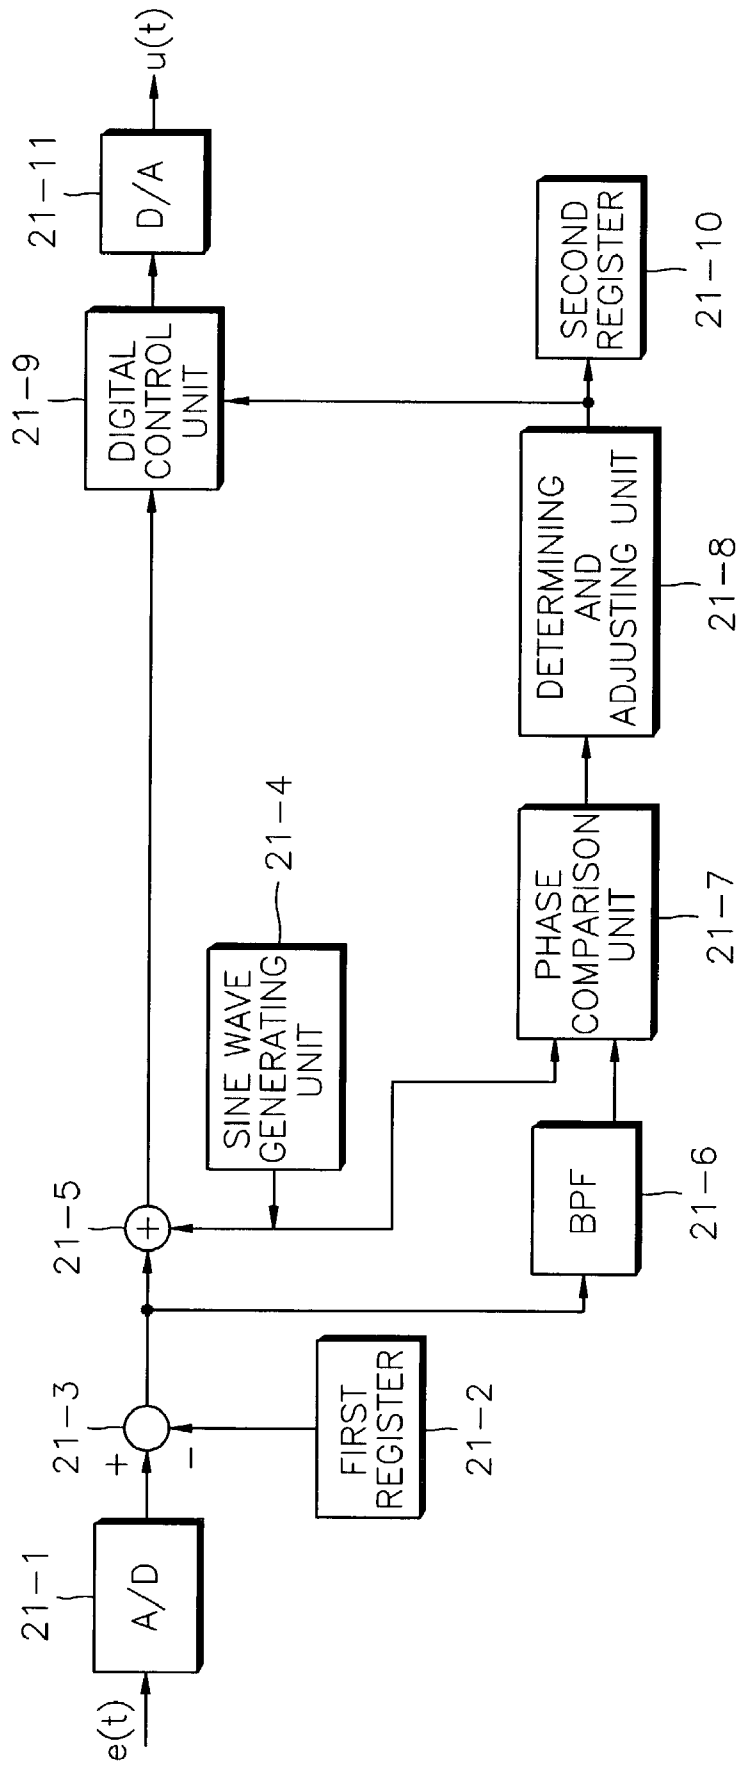 e(t)
A/D
21-1
+
-
21-3
FIRST
REGISTER
21-2
+
21-5
SINE WAVE
GENERATING
UNIT
21-4
BPF
21-6
PHASE
COMPARISON
UNIT
21-7
DETERMINING
AND
ADJUSTING UNIT
21-8
DIGITAL
CONTROL
UNIT
21-9
SECOND
REGISTER
21-10
D/A
21-11
u(t)